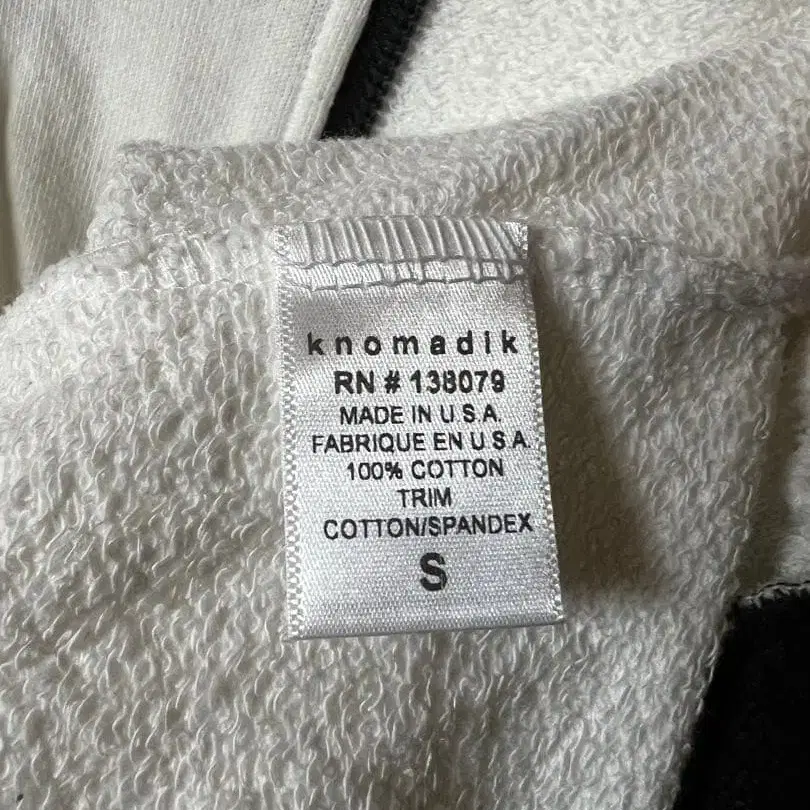 knomadik
RN # 138079
MADE IN U S A
FABRIQUE EN U S A.
100% COTTON
TRIM
COTTON/SPANDEX
S